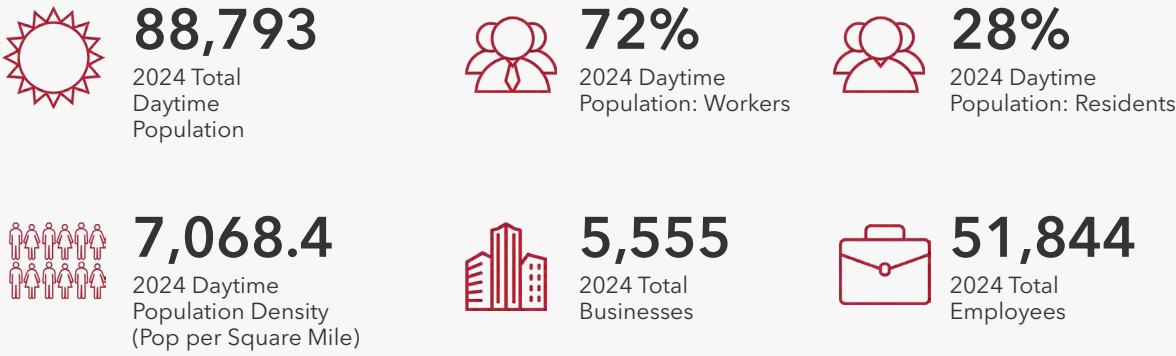 88,793
2024 Total
Daytime
Population
72%
2024 Daytime
Population: Workers
28%
2024 Daytime
Population: Residents
7,068.4
2024 Daytime
Population Density
(Pop per Square Mile)
5,555
2024 Total
Businesses
51,844
2024 Total
Employees